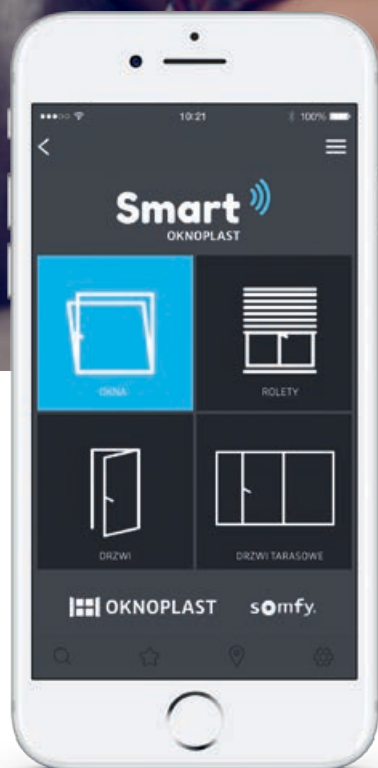 10:21 100%
Smart
OKNOPLAST
OKNA ROLETY
DRZWI DRZWI TARASOWE
OKNOPLAST somfy.